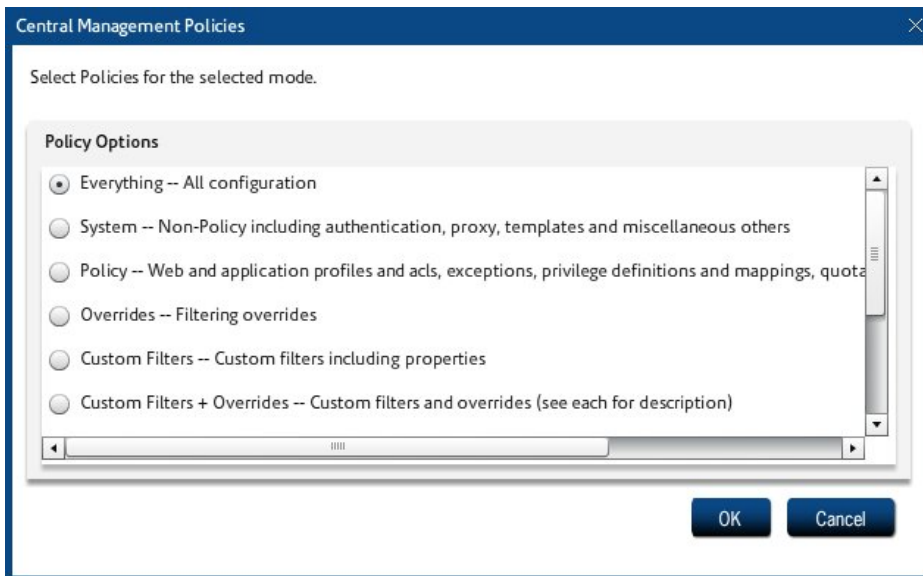 Central Management Policies
Select Policies for the selected mode.
Policy Options
Everything -- All configuration
System -- Non-Policy including authentication, proxy, templates and miscellaneous others
Policy -- Web and application profiles and acls, exceptions, privilege definitions and mappings, quota
Overrides -- Filtering overrides
Custom Filters -- Custom filters including properties
Custom Filters + Overrides -- Custom filters and overrides (see each for description)
OK Cancel